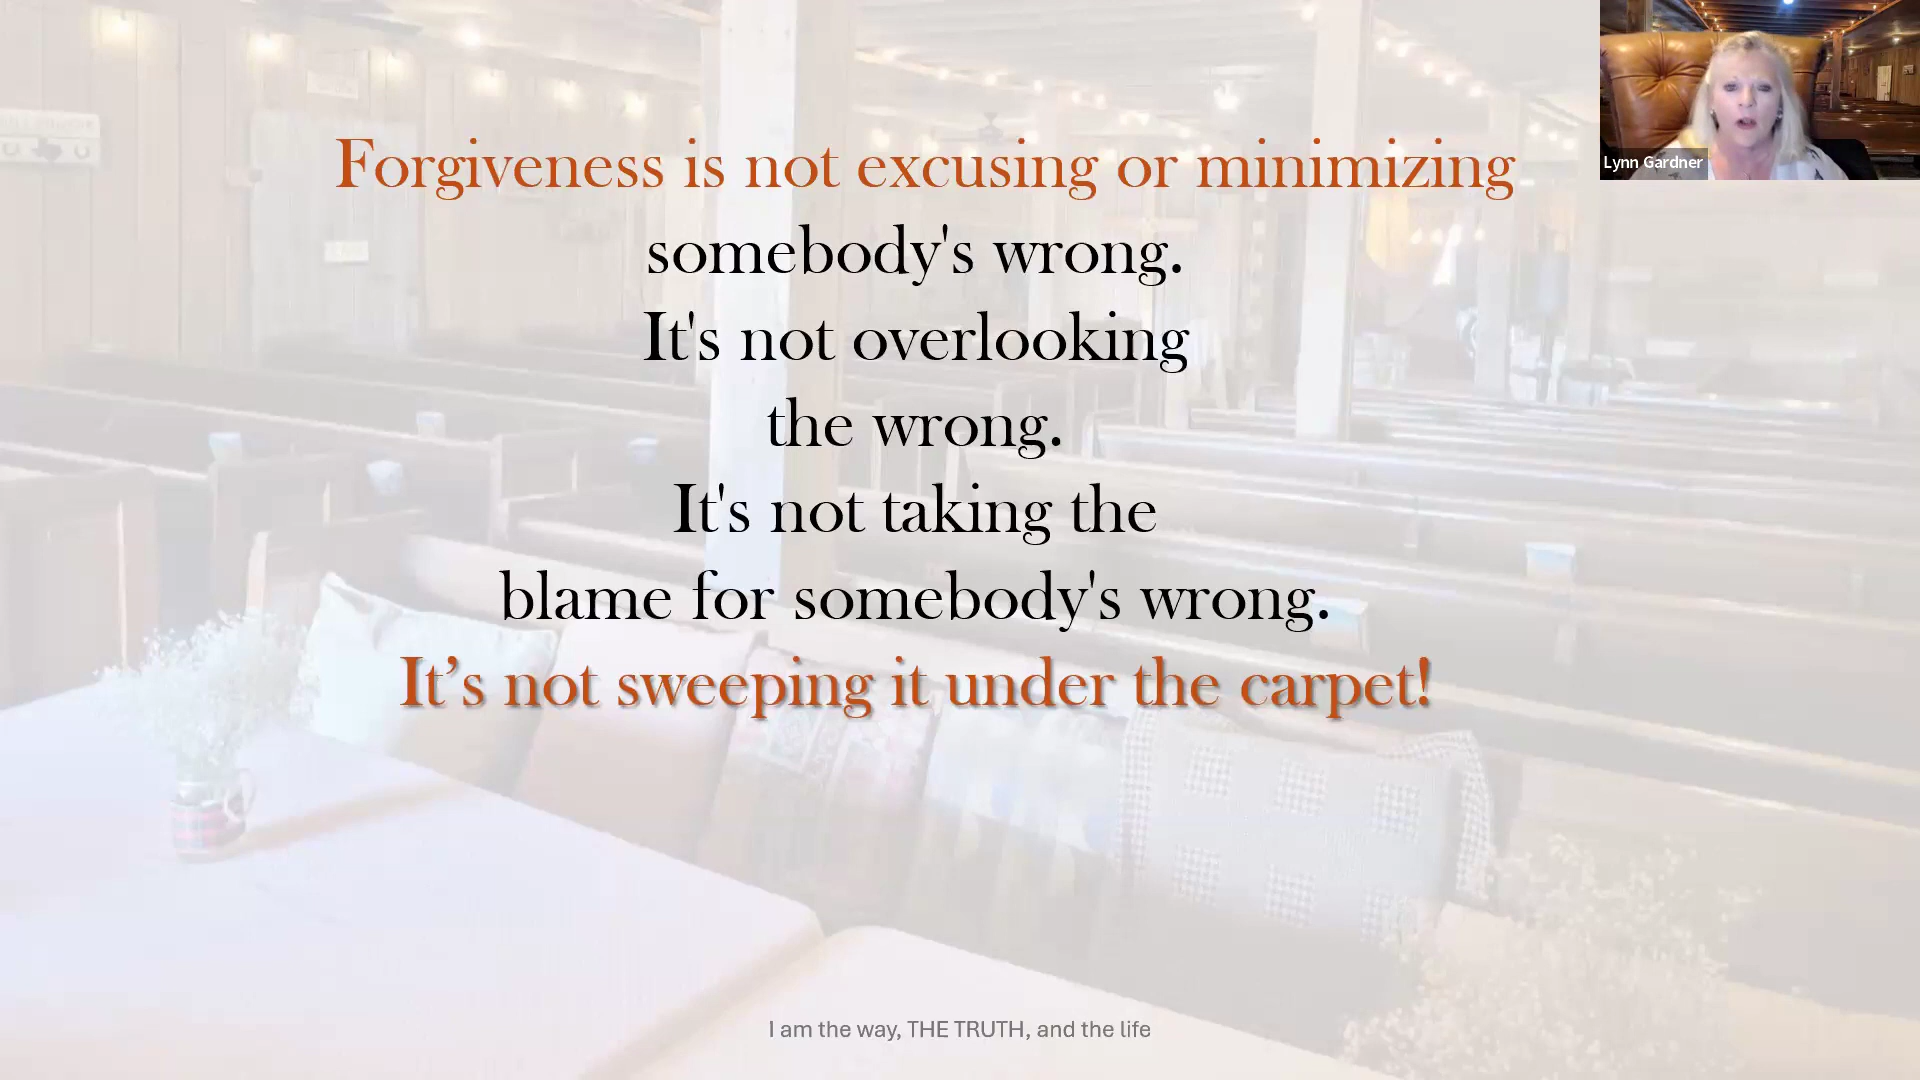 Forgiveness is not excusing or minimizing
somebody's wrong.
It's not overlooking
the wrong.
It's not taking the
blame for somebody's wrong.
It’s not sweeping it under the carpet!
I am the way, THE TRUTH, and the life
Lynn Gardner